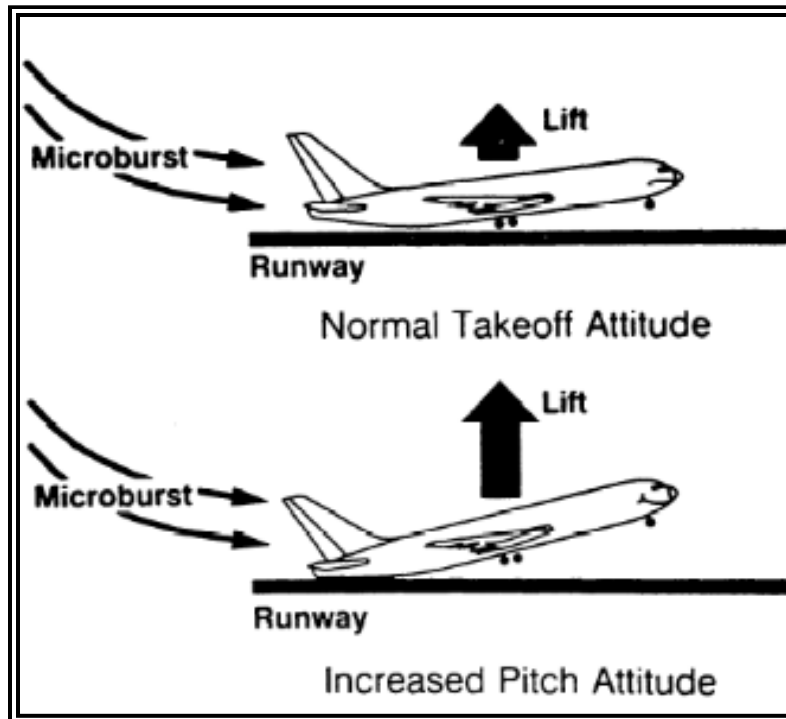 Lift
Microburst
Runway
Normal Takeoff Attitude
Lift
Microburst
Runway
Increased Pitch Attitude